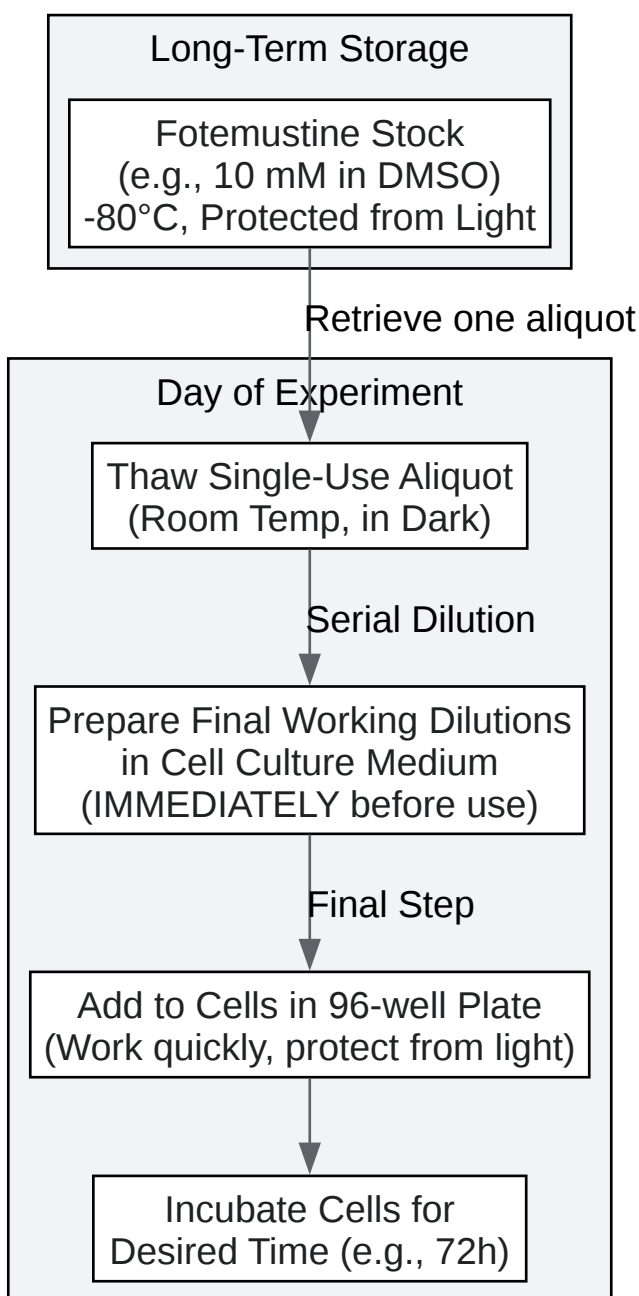 Long-Term Storage
Fotemustine Stock
(e.g., 10 mM in DMSO)
-80°C, Protected from Light
Retrieve one aliquot
Day of Experiment
Thaw Single-Use Aliquot
(Room Temp, in Dark)
Serial Dilution
Prepare Final Working Dilutions
in Cell Culture Medium
(IMMEDIATELY before use)
Final Step
Add to Cells in 96-well Plate
(Work quickly, protect from light)
Incubate Cells for
Desired Time (e.g., 72h)